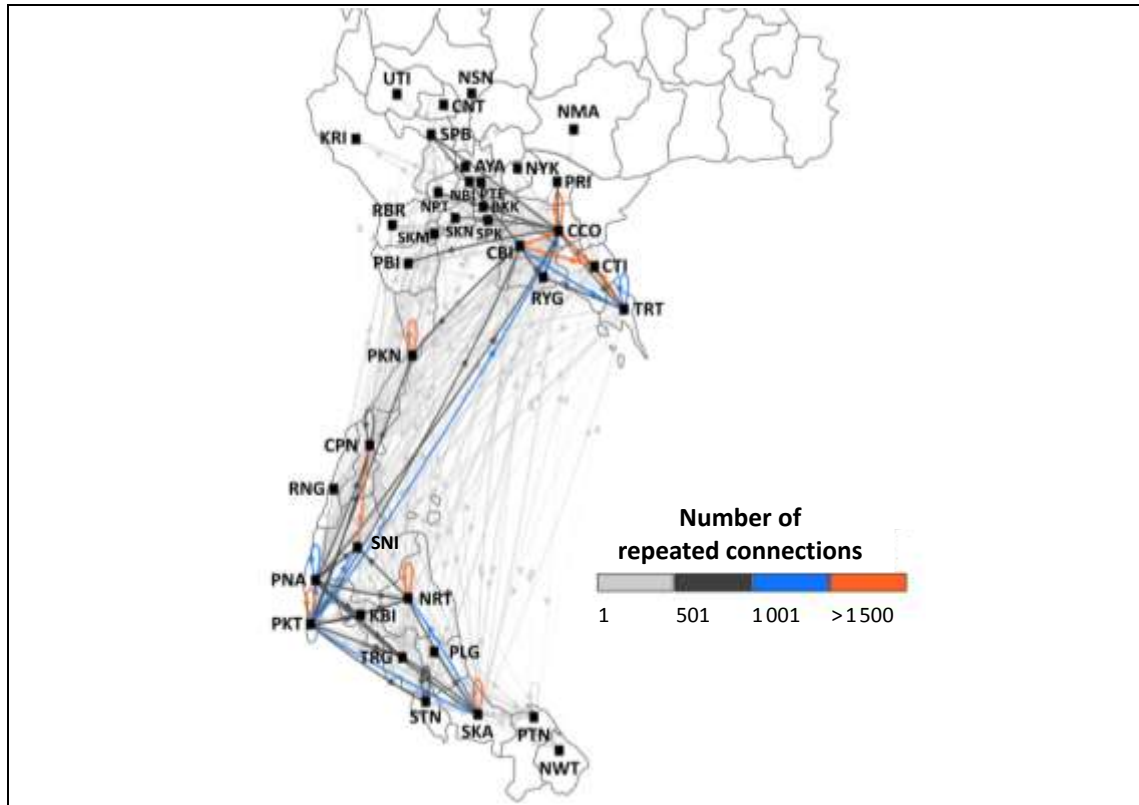 UTI
NSN
CNT
NMA
KRI
SPB
AYA
NYK
PRI
NBI
PTE
NPT
BKK
RBR
SKN
SPK
CCO
SKM
CBI
PBI
CTI
RYG
TRT
PKN
CPN
RNG
SNI
PNA
NRT
KBI
PKT
TRG
PLG
STN
SKA
PTN
NWT
Number of
repeated connections
1 501 1001 >1500